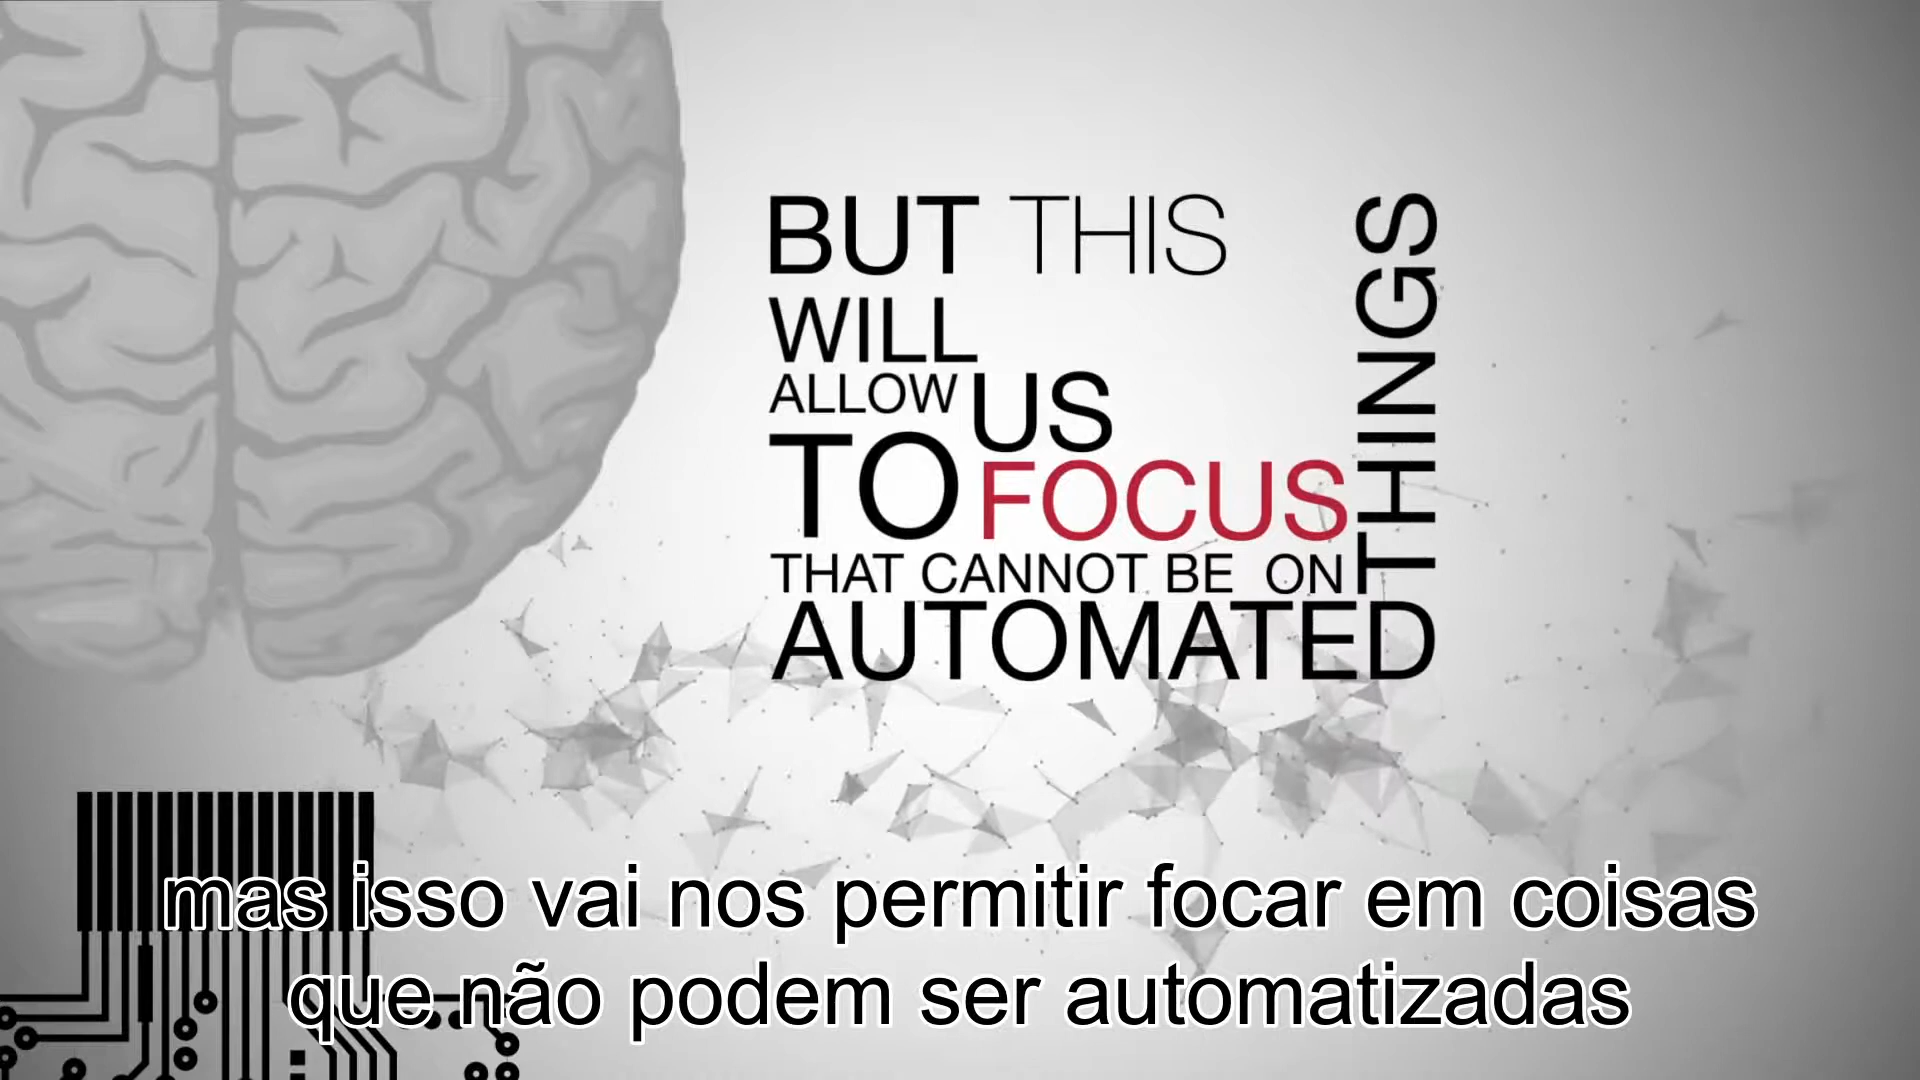 BUT THIS
WILL
ALLOW US
TO FOCUS
ON THINGS
THAT CANNOT BE
AUTOMATED
mas isso vai nos permitir focar em coisas
que não podem ser automatizadas